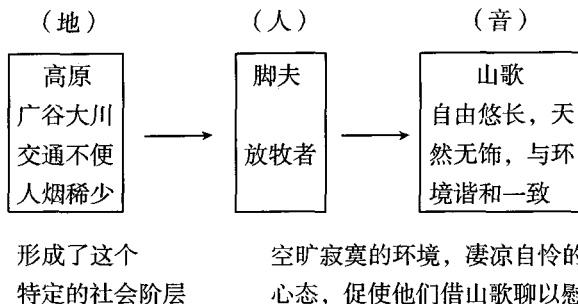 （地） （人） （音）
高原 脚夫 山歌
广谷大川 自由悠长，天
交通不便 放牧者 然无饰，与环
人烟稀少 境谐和一致
形成了这个 空旷寂寞的环境，凄凉自怜的
特定的社会阶层 心态，促使他们借山歌聊以慰